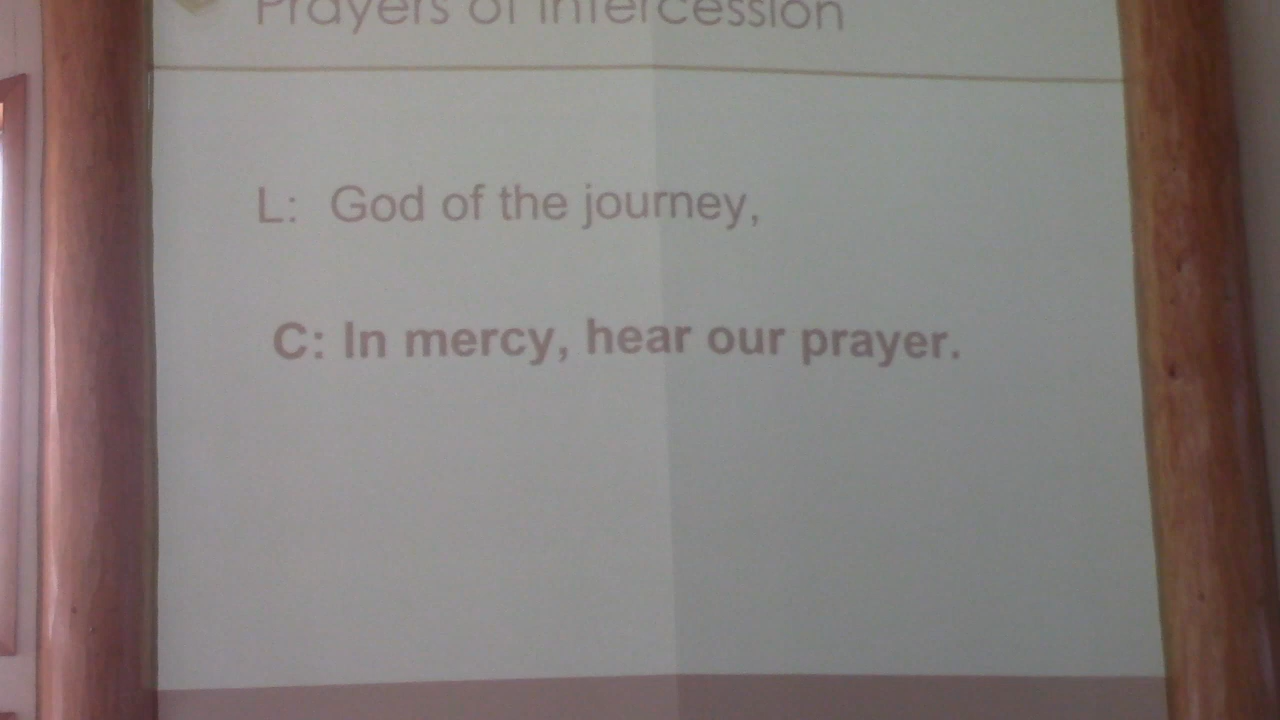 Prayers of Intercession
L: God of the journey,
C: In mercy, hear our prayer.